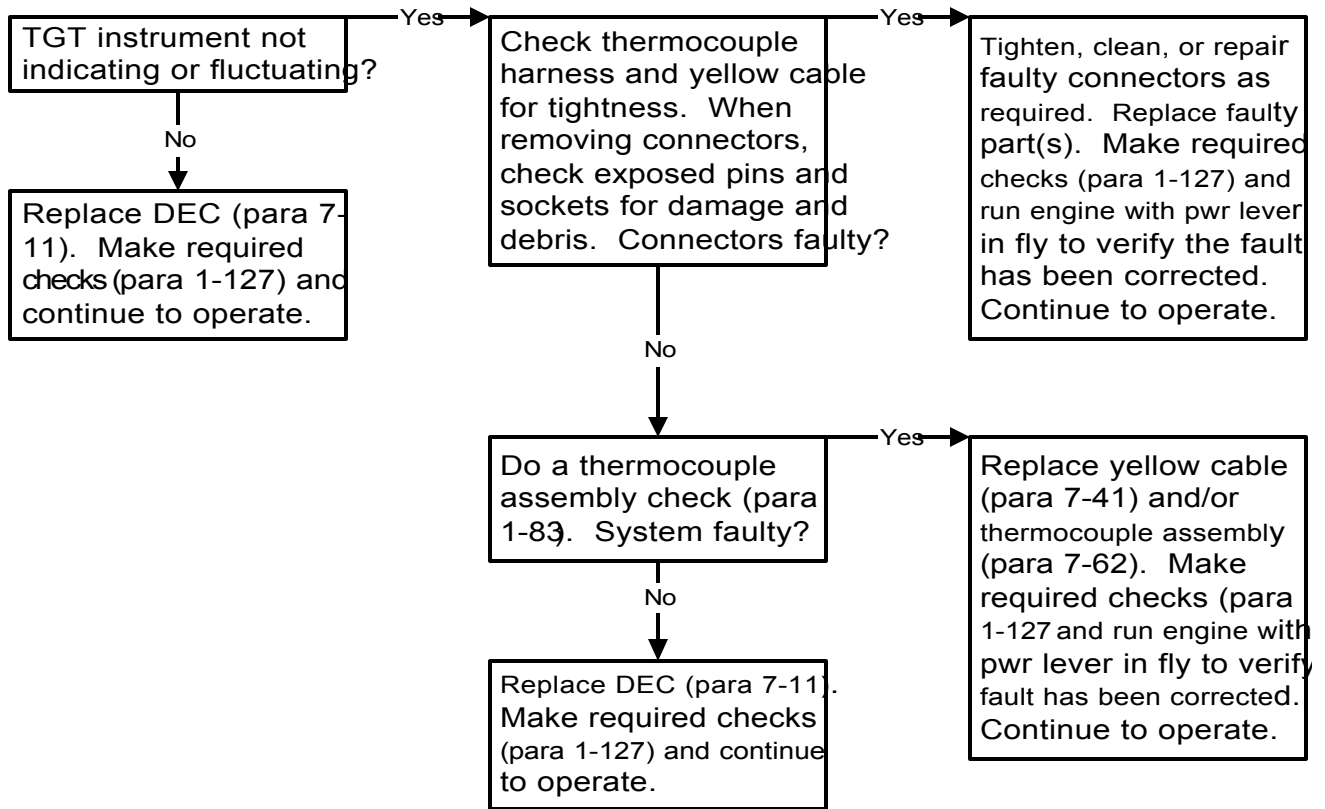 TGT instrument not
indicating or fluctuating?
Yes
Check thermocouple
harness and yellow cable
for tightness.  When
removing connectors,
check exposed pins and
sockets for damage and
debris.  Connectors faulty?
Yes
Tighten, clean, or repair
faulty connectors as
required.  Replace faulty
part(s).  Make required
checks (para 1-127) and
run engine with pwr lever
in fly to verify the fault
has been corrected.
Continue to operate.
No
Replace DEC (para 7-
11).  Make required
checks (para 1-127) and
continue to operate.
No
Do a thermocouple
assembly check (para
1-83).  System faulty?
Yes
Replace yellow cable
(para 7-41) and/or
thermocouple assembly
(para 7-62).  Make
required checks (para
1-127 and run engine with
pwr lever in fly to verify
fault has been corrected.
Continue to operate.
No
Replace DEC (para 7-11).
Make required checks
(para 1-127) and continue
to operate.